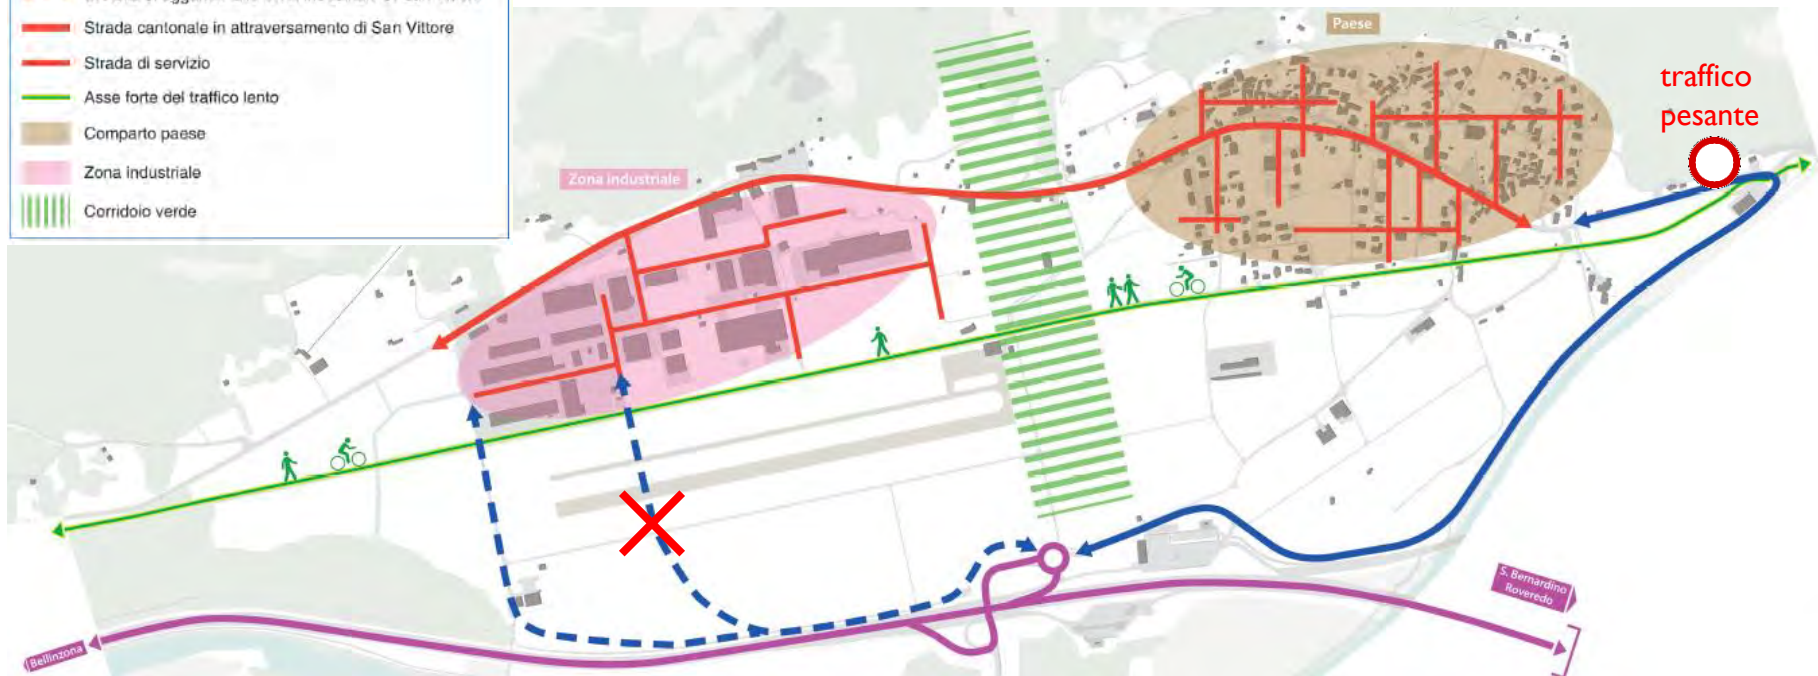 Strada cantonale in attraversamento di San Vittore
Strada di servizio
Asse forte del traffico lento
Comparto paese
Zona industriale
Corridoio verde
Paese
traffico
pesante
Zona industriale
S. Bernardino
Roveredo
Bellinzona